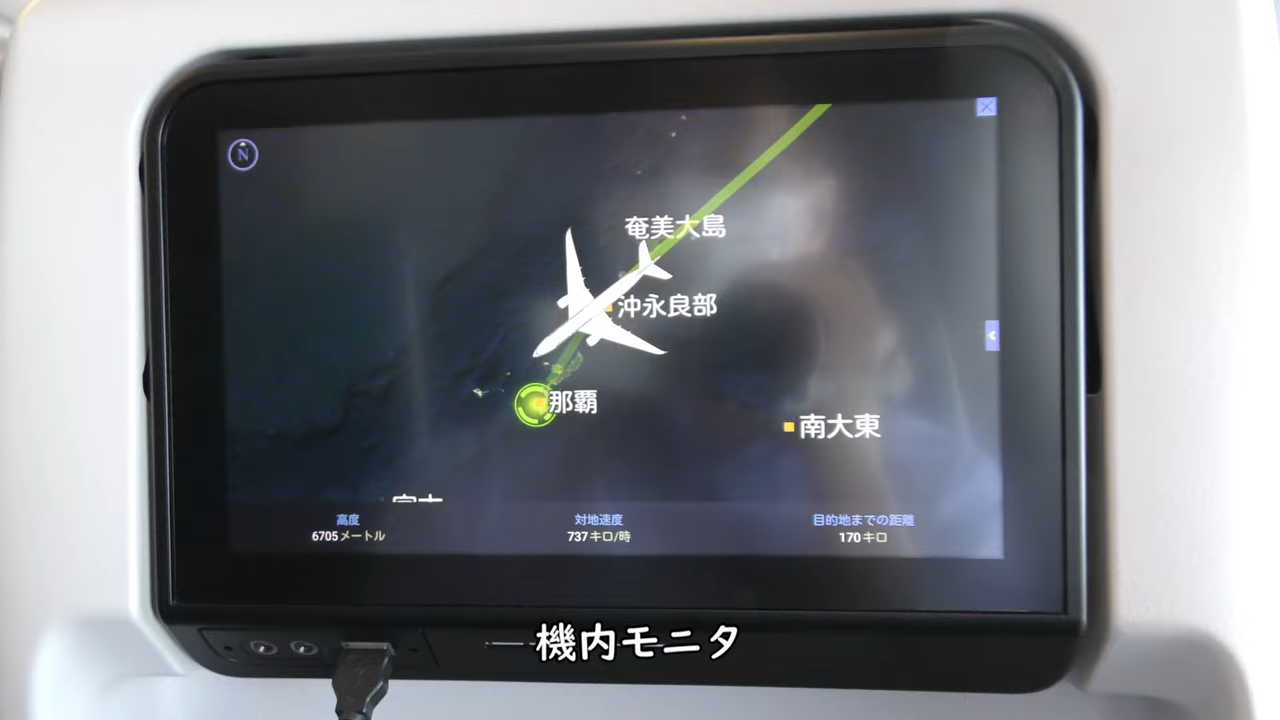 N
奄美大島
沖永良部
那覇
南大東
高度
6705メートル
対地速度
737キロ/時
目的地までの距離
170キロ
機内モニタ